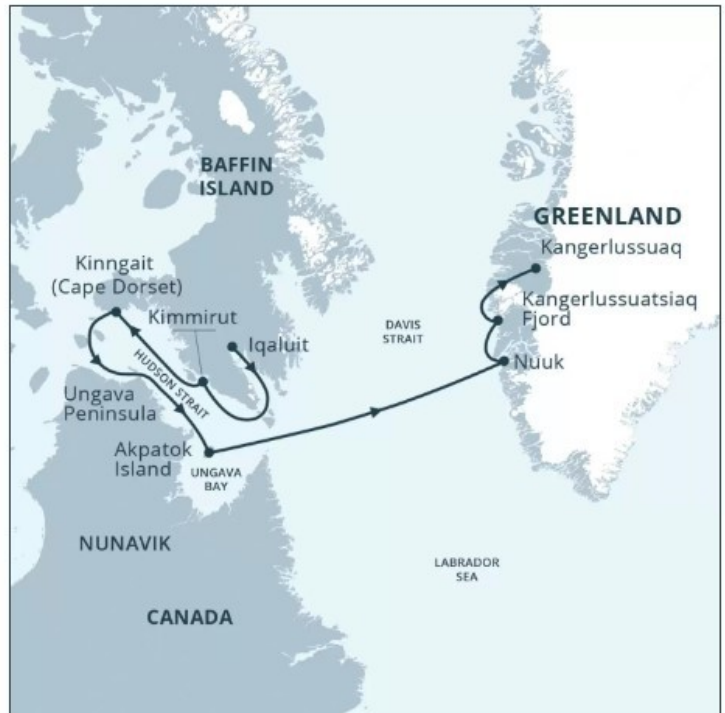 BAFFIN
ISLAND
GREENLAND
Kangerlussuaq
Kinngait
(Cape Dorset)
Kimmirut
Iqaluit
DAVIS
STRAIT
Kangerlussuatsiaq
Fjord
Nuuk
HUDSON STRAIT
Ungava
Peninsula
Akpatok
Island
UNGAVA
BAY
NUNAVIK
LABRADOR
SEA
CANADA